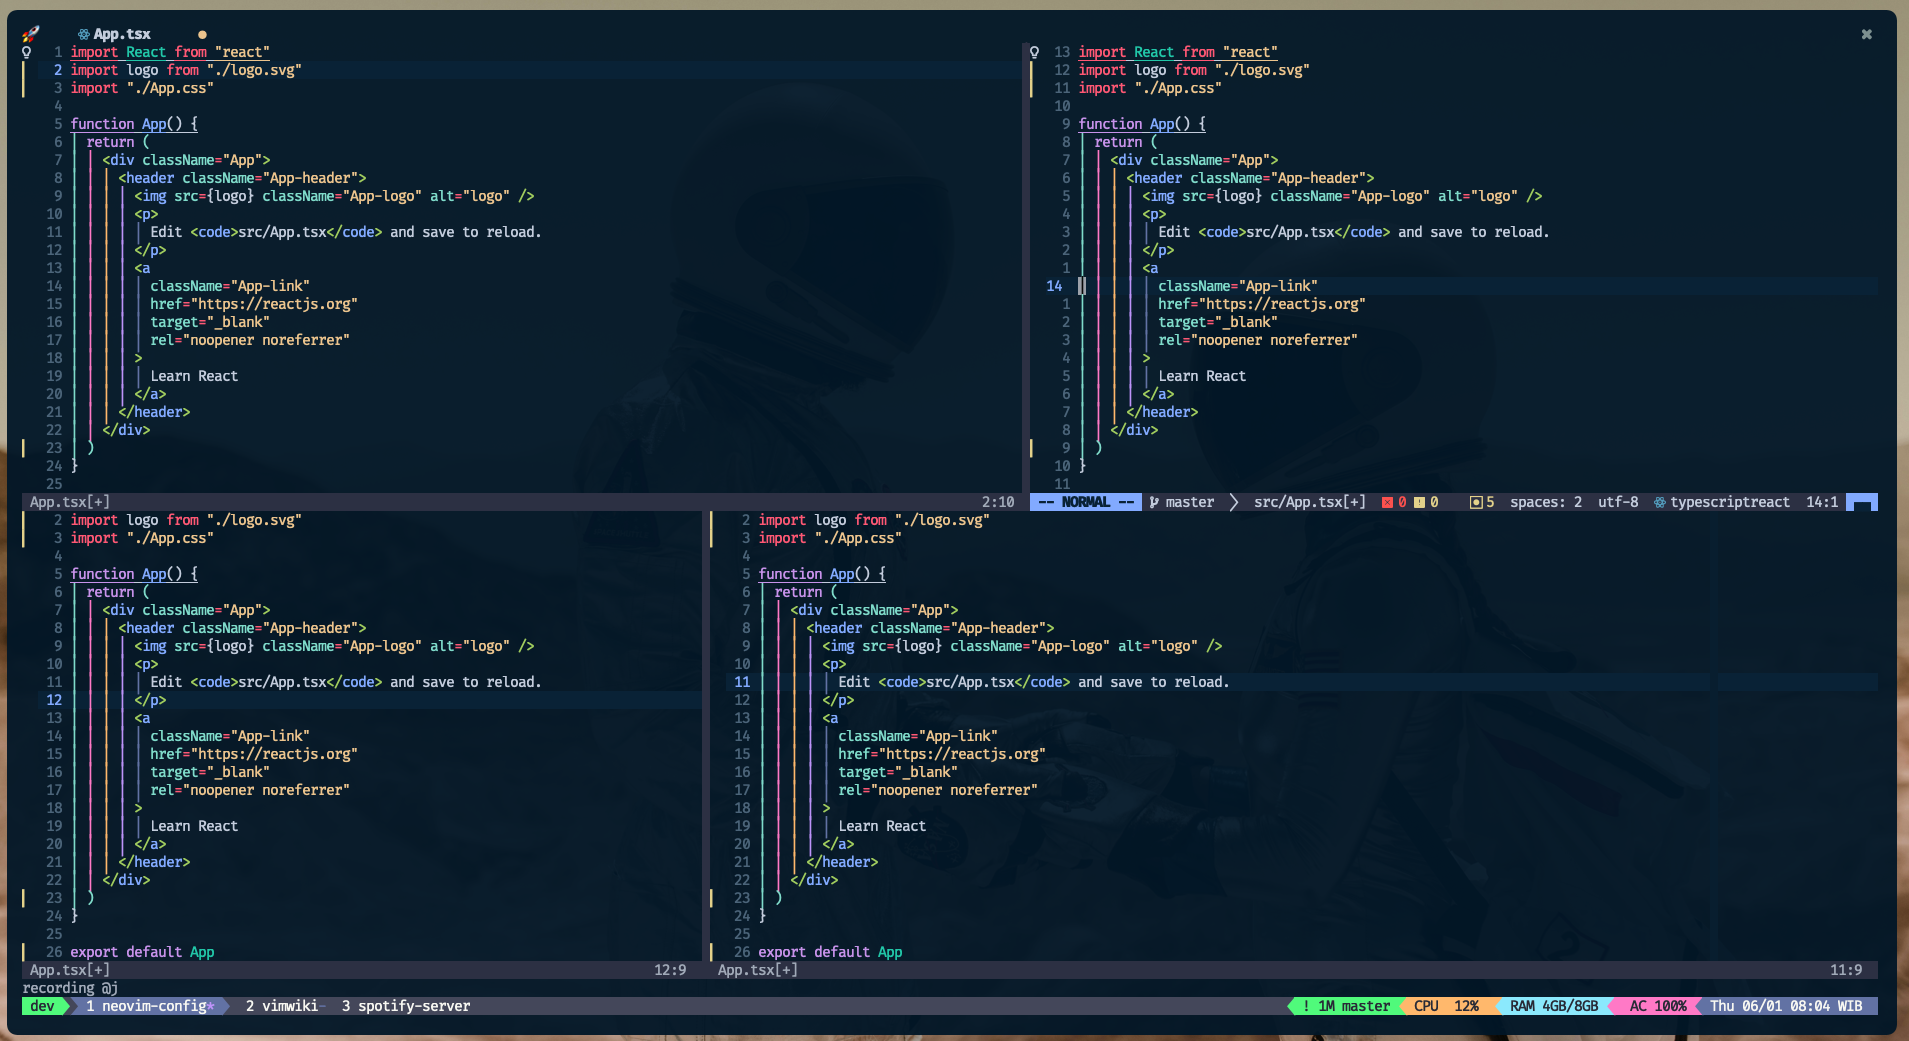 App.tsx
1 import React from "react"
2 import logo from "./logo.svg"
3 import "./App.css"
4
5 function App() {
6 return (
7 <div className="App">
8 <header className="App-header">
9 <img src={logo} className="App-logo" alt="logo" />
10 <p>
11 Edit <code>src/App.tsx</code> and save to reload.
12 </p>
13 <a
14 className="App-link"
15 href="https://reactjs.org"
16 target="_blank"
17 rel="noopener noreferrer"
18 >
19 Learn React
20 </a>
21 </header>
22 </div>
23 )
24 }
25
App.tsx[+] 2:10
13 import React from "react"
12 import logo from "./logo.svg"
11 import "./App.css"
10
9 function App() {
8 return (
7 <div className="App">
6 <header className="App-header">
5 <img src={logo} className="App-logo" alt="logo" />
4 <p>
3 Edit <code>src/App.tsx</code> and save to reload.
2 </p>
1 <a
14 className="App-link"
1 href="https://reactjs.org"
2 target="_blank"
3 rel="noopener noreferrer"
4 >
5 Learn React
6 </a>
7 </header>
8 </div>
9 )
10 }
11
-- NORMAL -- master src/App.tsx[+] 0 0 5 spaces: 2 utf-8 typescriptreact 14:1
2 import logo from "./logo.svg"
3 import "./App.css"
4
5 function App() {
6 return (
7 <div className="App">
8 <header className="App-header">
9 <img src={logo} className="App-logo" alt="logo" />
10 <p>
11 Edit <code>src/App.tsx</code> and save to reload.
12 </p>
13 <a
14 className="App-link"
15 href="https://reactjs.org"
16 target="_blank"
17 rel="noopener noreferrer"
18 >
19 Learn React
20 </a>
21 </header>
22 </div>
23 )
24 }
25
26 export default App
App.tsx[+] 12:9
2 import logo from "./logo.svg"
3 import "./App.css"
4
5 function App() {
6 return (
7 <div className="App">
8 <header className="App-header">
9 <img src={logo} className="App-logo" alt="logo" />
10 <p>
11 Edit <code>src/App.tsx</code> and save to reload.
12 </p>
13 <a
14 className="App-link"
15 href="https://reactjs.org"
16 target="_blank"
17 rel="noopener noreferrer"
18 >
19 Learn React
20 </a>
21 </header>
22 </div>
23 )
24 }
25
26 export default App
App.tsx[+] 11:9
recording @j
dev 1 neovim-config* 2 vimwiki- 3 spotify-server ! 1M master CPU 12% RAM 4GB/8GB AC 100% Thu 06/01 08:04 WIB